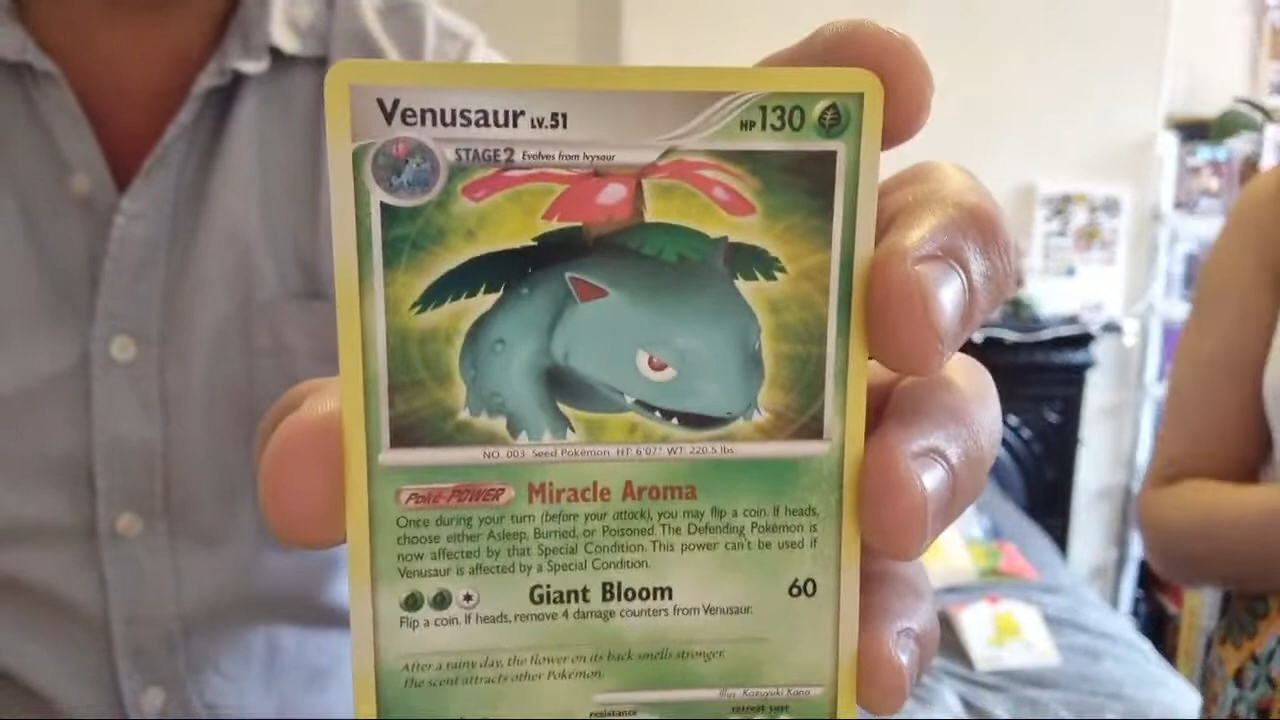 Venusaur LV.51
HP 130
STAGE 2 Evolves from Ivysaur
NO. 003 Seed Pokémon HT: 6'07" WT: 220.5 lbs
Poké-POWER Miracle Aroma
Once during your turn (before your attack), you may flip a coin. If heads,
choose either Asleep, Burned, or Poisoned. The Defending Pokémon is
now affected by that Special Condition. This power can't be used if
Venusaur is affected by a Special Condition.
Giant Bloom 60
Flip a coin. If heads, remove 4 damage counters from Venusaur.
After a rainy day, the flower on its back smells stronger.
The scent attracts other Pokémon.
Illus. Kazuyuki Kano
resistance retreat cost